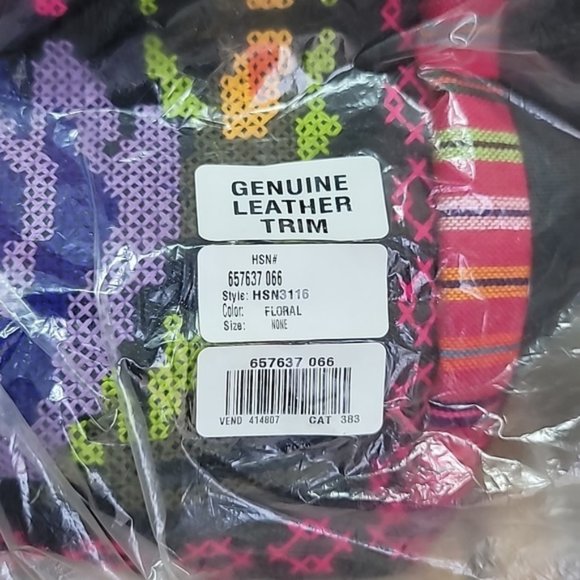 GENUINE
LEATHER
TRIM
HSN#
657637 066
Style: HSN3116
Color: FLORAL
Size: NONE
657637 066
VEND 414807 CAT 383